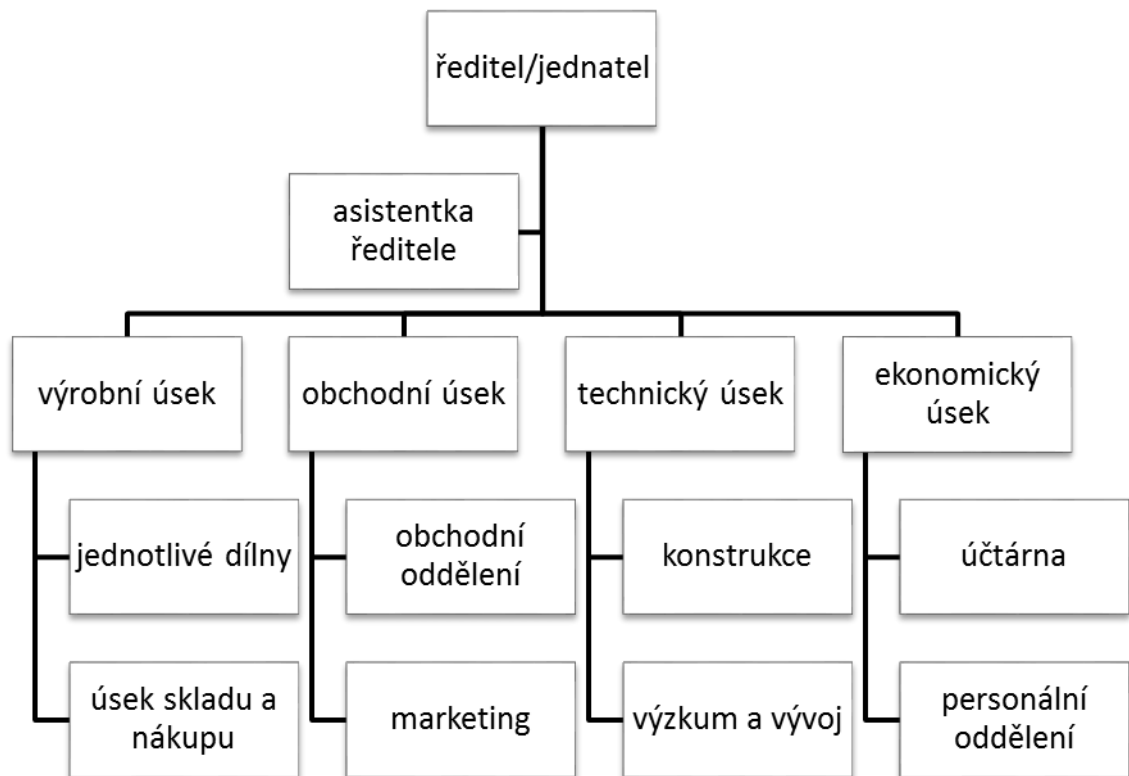 ředitel/jednatel
asistentka
ředitele
výrobní úsek
obchodní úsek
technický úsek
ekonomický
úsek
jednotlivé dílny
obchodní
oddělení
konstrukce
účtárna
úsek skladu a
nákupu
marketing
výzkum a vývoj
personální
oddělení